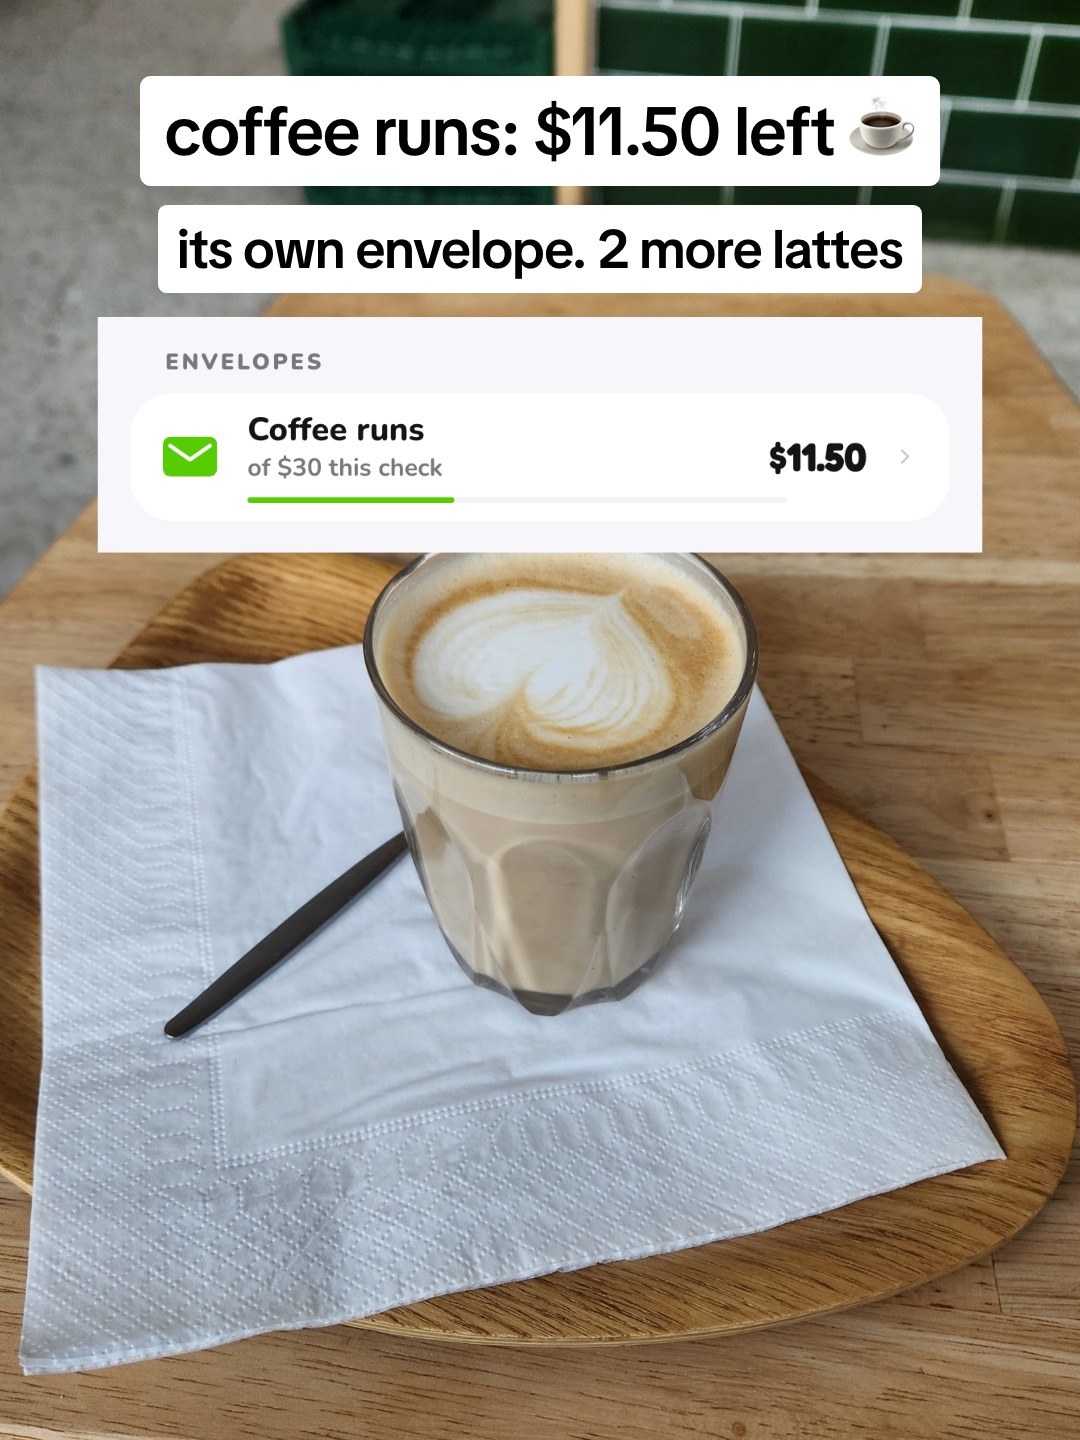 coffee runs: $11.50 left ☕
its own envelope. 2 more lattes
ENVELOPES
Coffee runs
of $30 this check
$11.50